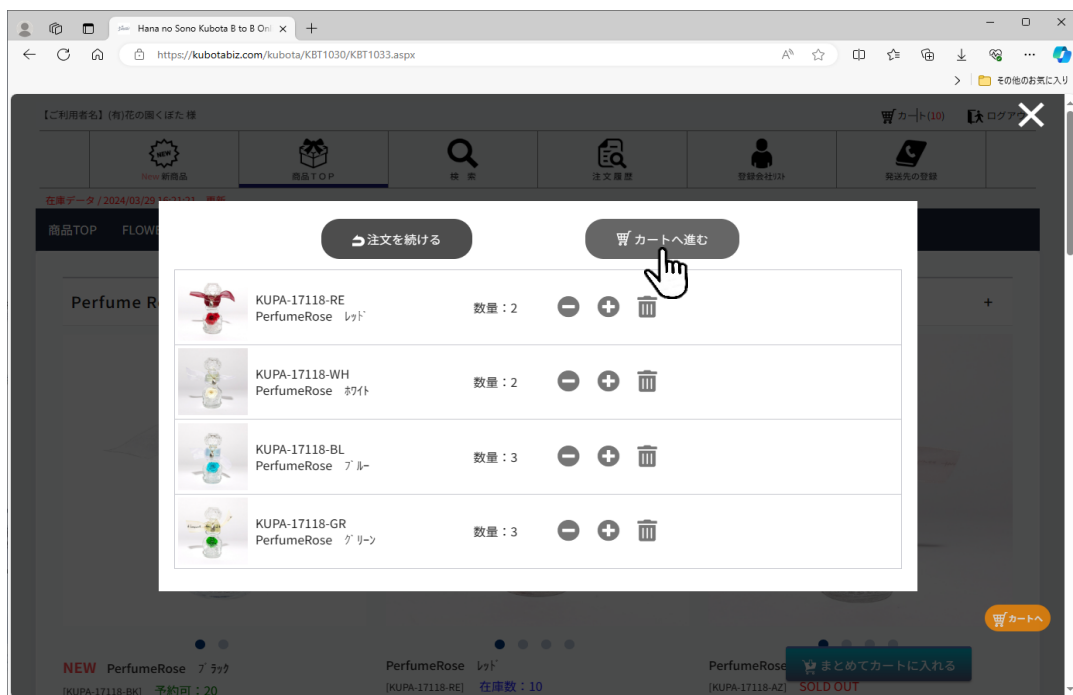 Hana no Sono Kubota B to B Onl
https://kubotabiz.com/kubota/KBT1030/KBT1033.aspx
その他のお気に入り
【ご利用者名】(有)花の園くぼた 様
カート(10)
ログアウ
NEW
New 新商品
商品TOP
検 索
注文履歴
登録会社リスト
発送先の登録
在庫データ / 2024/03/29 16:21:21
商品TOP FLOWE
注文を続ける
カートへ進む
Perfume R
+
KUPA-17118-RE
PerfumeRose レッド
数量：2
KUPA-17118-WH
PerfumeRose ホワイト
数量：2
KUPA-17118-BL
PerfumeRose ブルー
数量：3
KUPA-17118-GR
PerfumeRose グリーン
数量：3
カートへ
NEW PerfumeRose ブラック
PerfumeRose レッド
PerfumeRose
まとめてカートに入れる
[KUPA-17118-BK] 予約可：20
[KUPA-17118-RE] 在庫数：10
[KUPA-17118-AZ] SOLD OUT